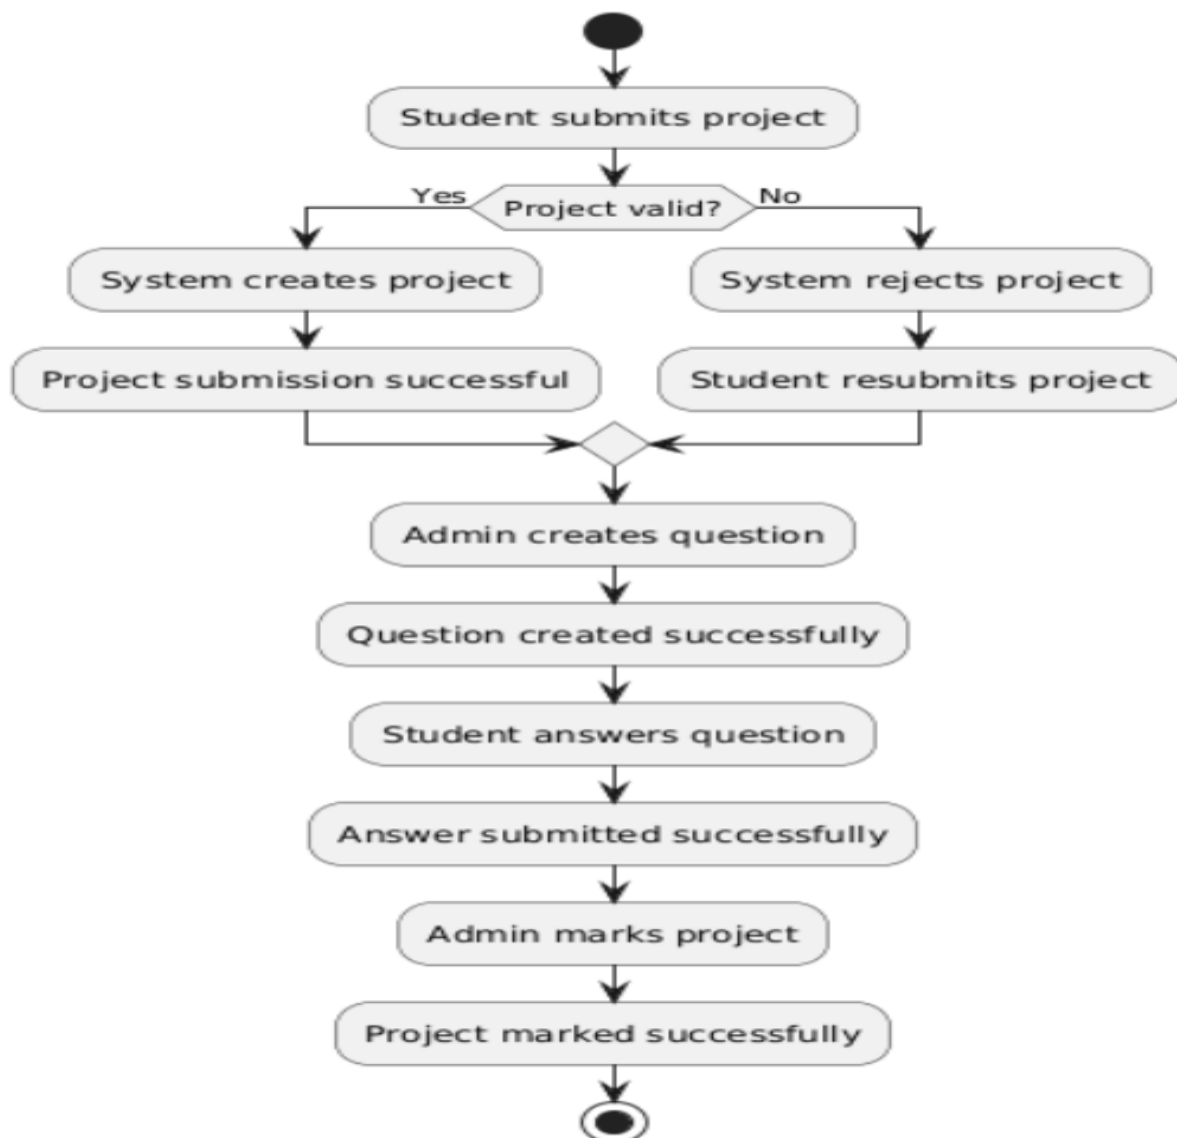 Student submits project
Yes
Project valid?
No
System creates project
System rejects project
Project submission successful
Student resubmits project
Admin creates question
Question created successfully
Student answers question
Answer submitted successfully
Admin marks project
Project marked successfully